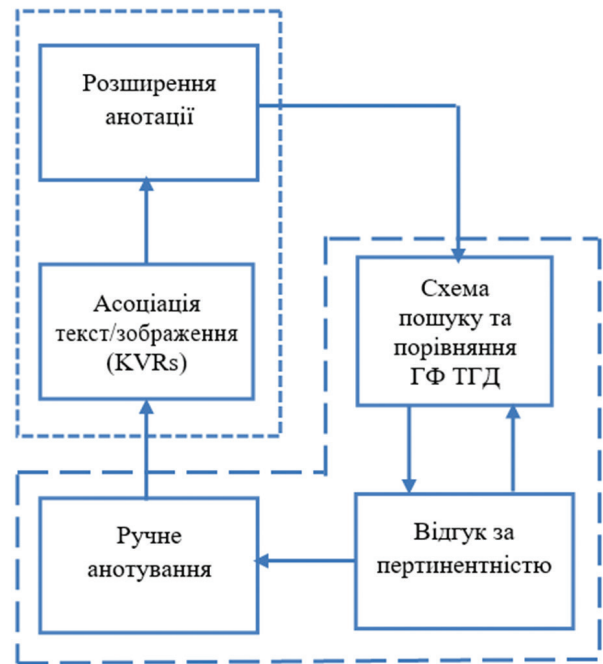 Розширення
анотації
Асоціація
текст/зображення
(KVRs)
Схема
пошуку та
порівняння
ГФ ТГД
Ручне
анотування
Відгук за
пертинентністю